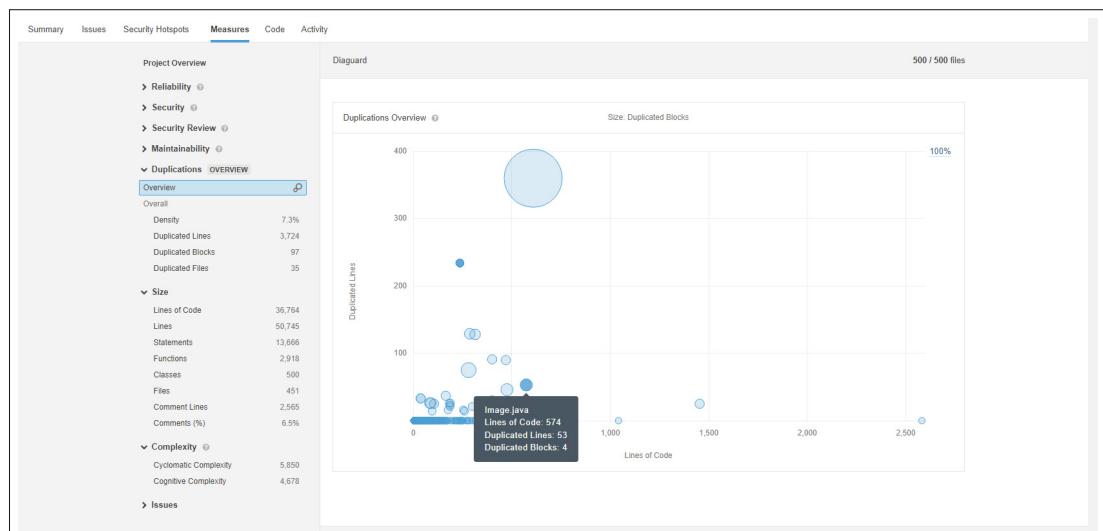 Summary Issues Security Hotspots Measures Code Activity
Project Overview
Reliability
Security
Security Review
Maintainability
Duplications OVERVIEW
Overview
Overall
Density 7.3%
Duplicated Lines 3,724
Duplicated Blocks 97
Duplicated Files 35
Size
Lines of Code 36,764
Lines 50,745
Statements 13,666
Functions 2,918
Classes 500
Files 451
Comment Lines 2,565
Comments (%) 6.5%
Complexity
Cyclomatic Complexity 5,850
Cognitive Complexity 4,678
Issues
Diaguard 500 / 500 files
Duplications Overview Size: Duplicated Blocks
100%
400
300
200
100
0
Duplicated Lines
Image.java
Lines of Code: 574
Duplicated Lines: 53
Duplicated Blocks: 4
0 1,000 1,500 2,000 2,500
Lines of Code